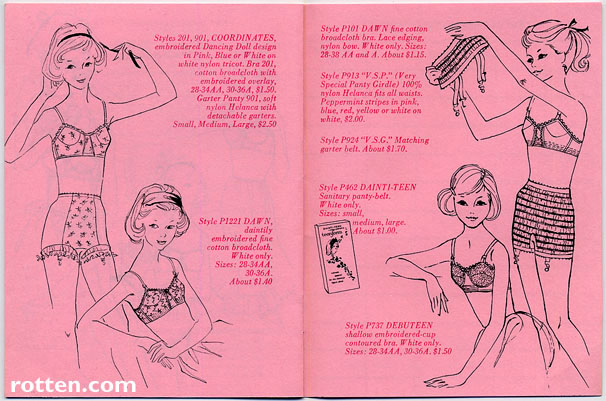 Styles 201, 901, COORDINATES,
embroidered Dancing Doll design
in Pink, Blue or White on
white nylon tricot. Bra 201,
cotton broadcloth with
embroidered overlay,
28-34AA, 30-36A, $1.50.
Garter Panty 901, soft
nylon Helanca with
detachable garters.
Small, Medium, Large, $2.50
Style P1221 DAWN,
daintily
embroidered fine
cotton broadcloth.
White only.
Sizes: 28-34AA,
30-36A.
About $1.40
Style P101 DAWN fine cotton
broadcloth bra. Lace edging,
nylon bow. White only. Sizes:
28-38 AA and A. About $1.15.
Style P913 "V.S.P." (Very
Special Panty Girdle) 100%
nylon Helanca fits all waists.
Peppermint stripes in pink,
blue, red, yellow or white on
white, $2.00.
Style P924 "V.S.G." Matching
garter belt. About $1.70.
Style P462 DAINTI-TEEN
Sanitary panty-belt.
White only.
Sizes: small,
medium, large.
About $1.00.
Style P737 DEBUTEEN
shallow embroidered-cup
contoured bra. White only.
Sizes: 28-34AA, 30-36A. $1.50
rotten.com